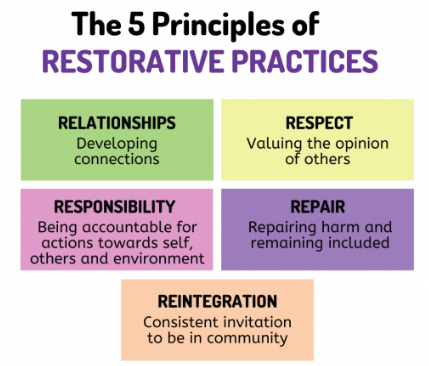 The 5 Principles of
RESTORATIVE PRACTICES
RELATIONSHIPS
Developing
connections
RESPECT
Valuing the opinion
of others
RESPONSIBILITY
Being accountable for
actions towards self,
others and environment
REPAIR
Repairing harm and
remaining included
REINTEGRATION
Consistent invitation
to be in community